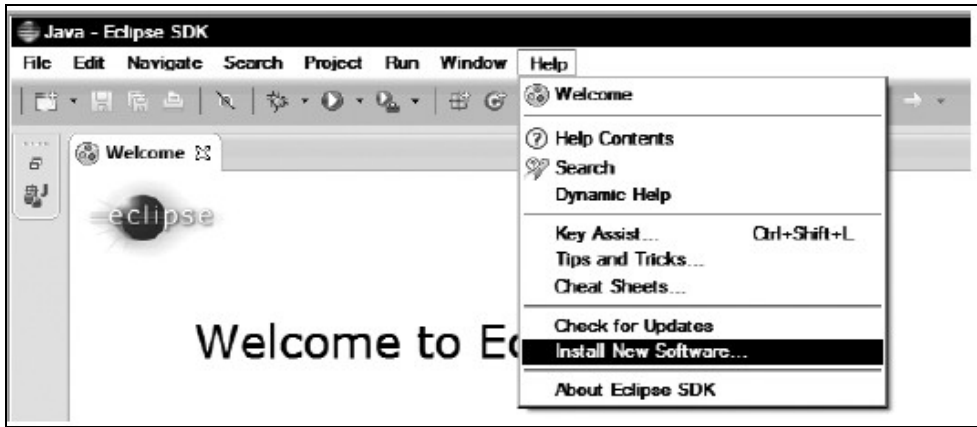 Java - Eclipse SDK
File Edit Navigate Search Project Run Window Help
Welcome
Help Contents
Search
Dynamic Help
Key Assist... Ctrl+Shift+L
Tips and Tricks...
Cheat Sheets...
Check for Updates
Install New Software...
About Eclipse SDK
Welcome
eclipse
Welcome to Ec